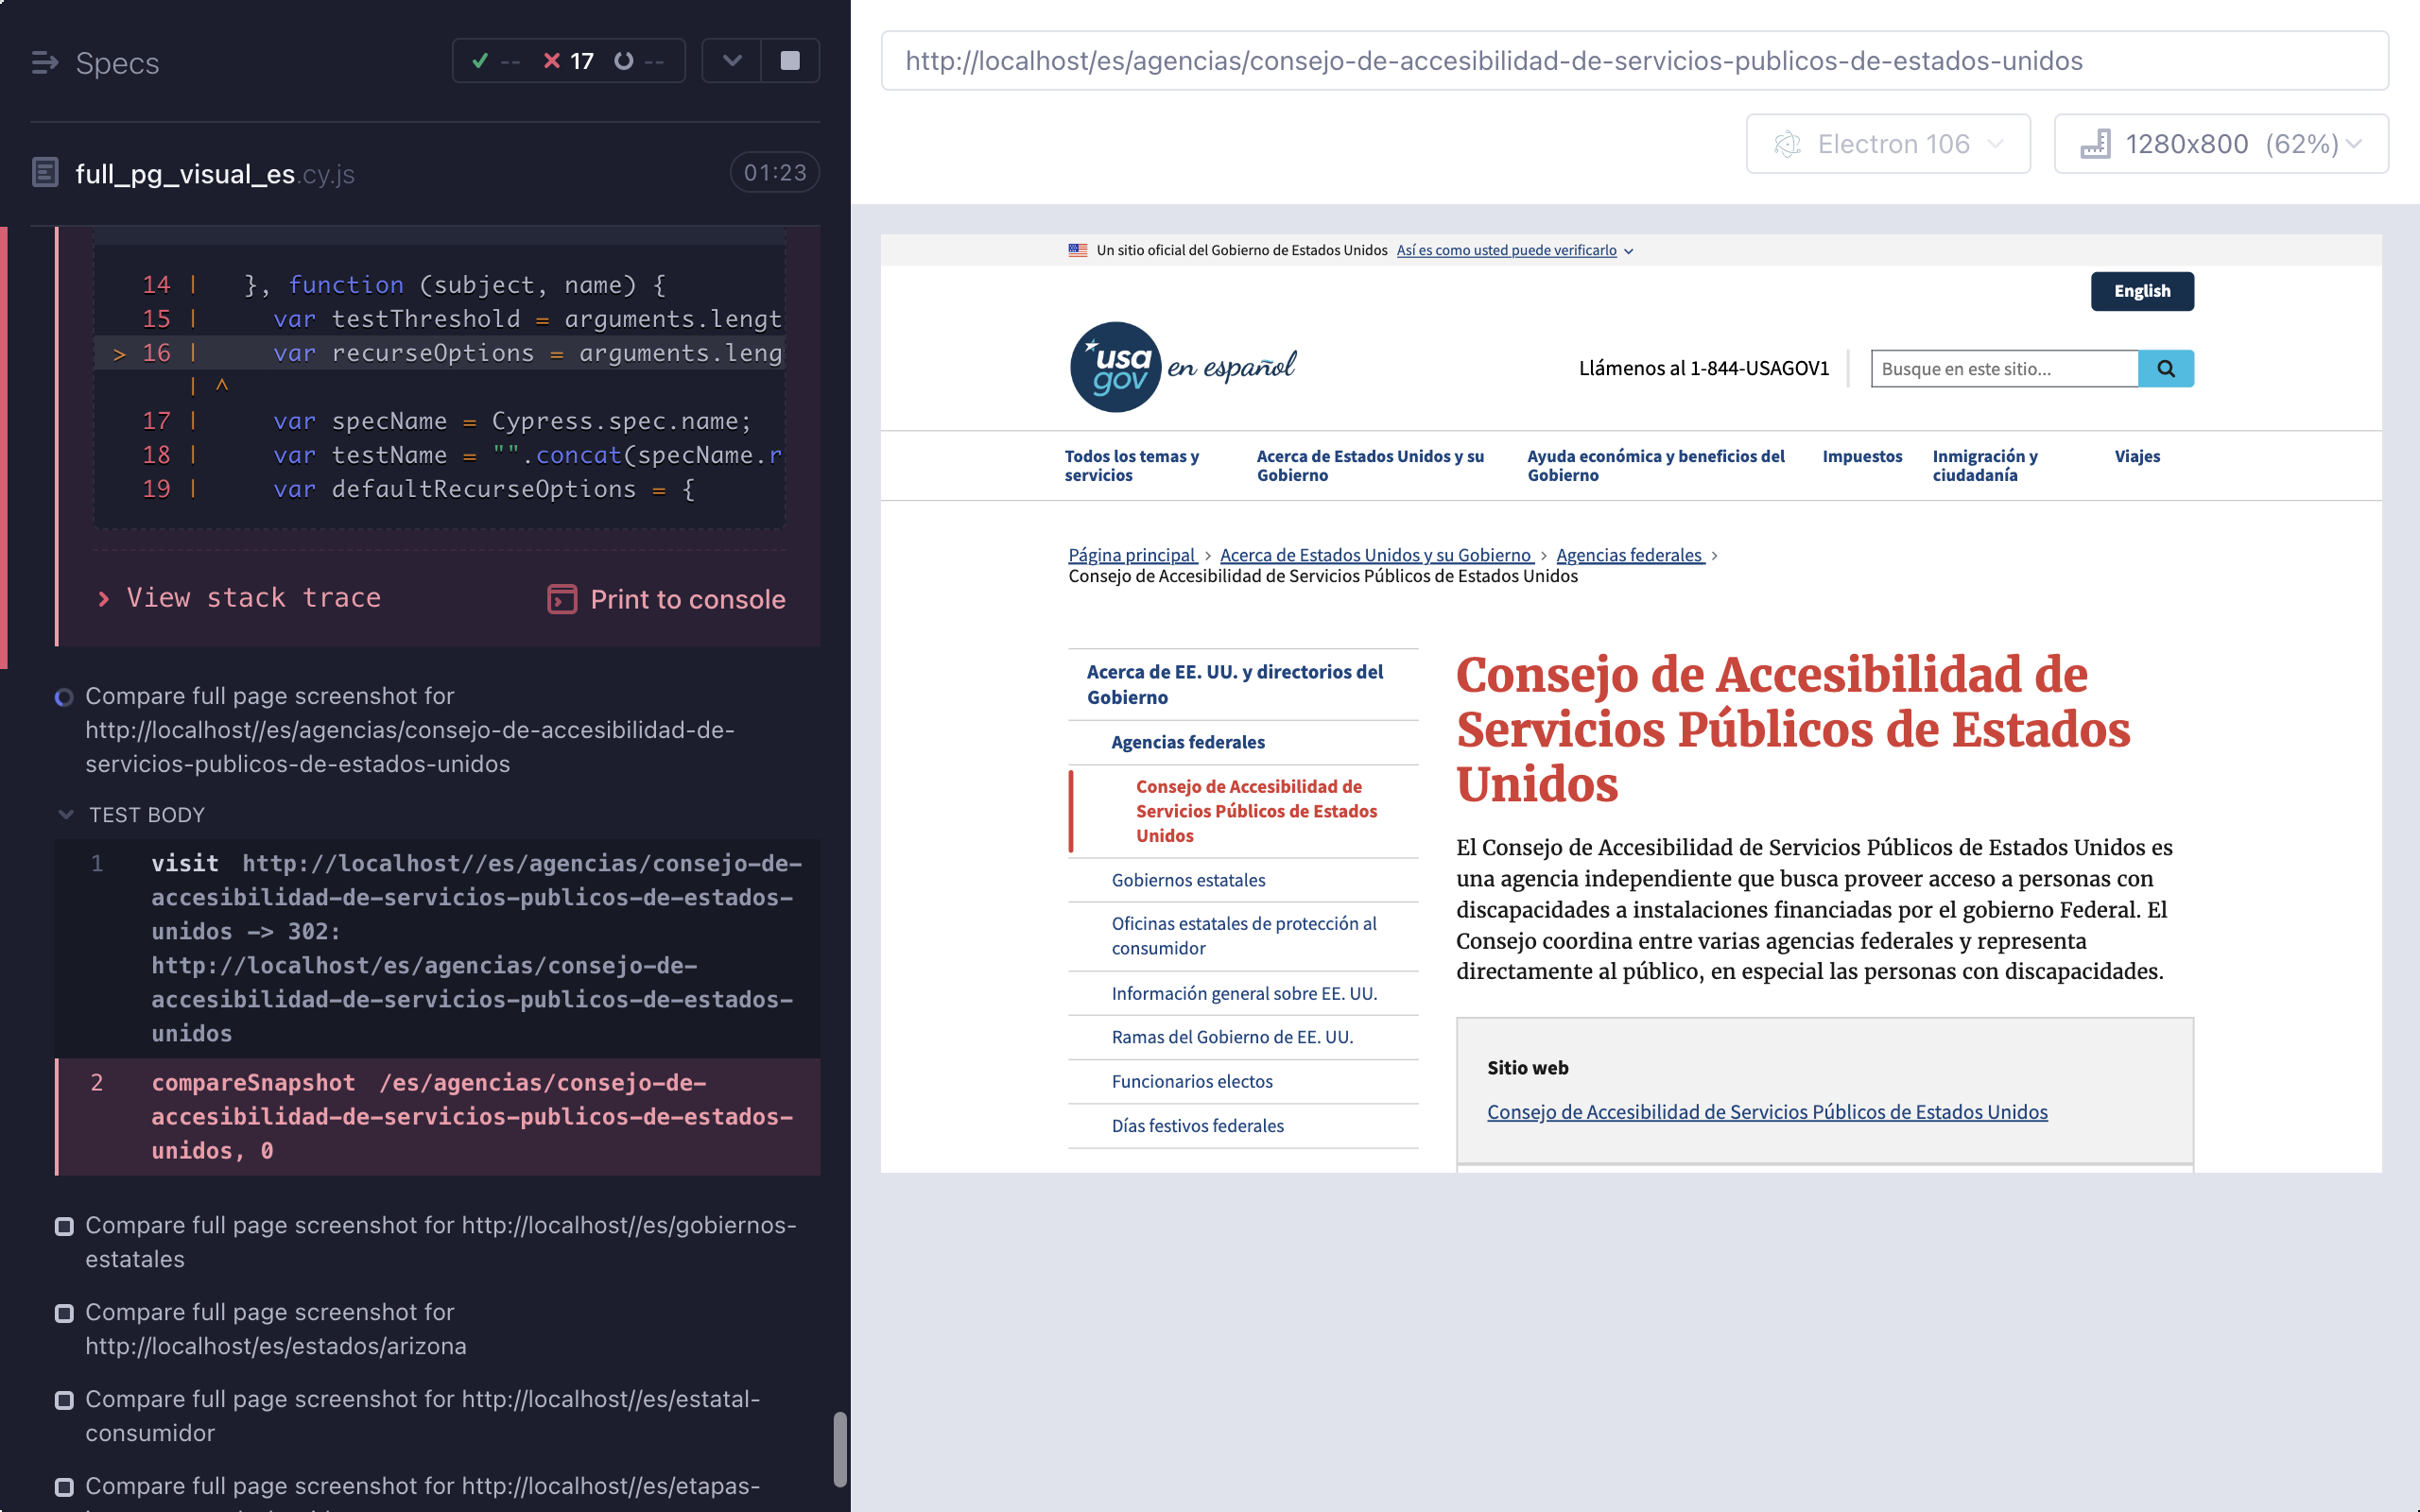 Specs
-- 17 --
full_pg_visual_es.cy.js 01:23
14 | }, function (subject, name) {
15 | var testThreshold = arguments.lengt
> 16 | var recurseOptions = arguments.leng
| ^
17 | var specName = Cypress.spec.name;
18 | var testName = "".concat(specName.r
19 | var defaultRecurseOptions = {
> View stack trace
Print to console
Compare full page screenshot for
http://localhost//es/agencias/consejo-de-accesibilidad-de-
servicios-publicos-de-estados-unidos
TEST BODY
1 visit http://localhost//es/agencias/consejo-de-
accesibilidad-de-servicios-publicos-de-estados-
unidos -> 302:
http://localhost/es/agencias/consejo-de-
accesibilidad-de-servicios-publicos-de-estados-
unidos
2 compareSnapshot /es/agencias/consejo-de-
accesibilidad-de-servicios-publicos-de-estados-
unidos, 0
Compare full page screenshot for http://localhost//es/gobiernos-
estatales
Compare full page screenshot for
http://localhost/es/estados/arizona
Compare full page screenshot for http://localhost//es/estatal-
consumidor
Compare full page screenshot for http://localhost//es/etapas-
http://localhost/es/agencias/consejo-de-accesibilidad-de-servicios-publicos-de-estados-unidos
Electron 106
1280x800 (62%)
Un sitio oficial del Gobierno de Estados Unidos Así es como usted puede verificarlo
English
usa gov en español
Llámenos al 1-844-USAGOV1
Busque en este sitio...
Todos los temas y servicios
Acerca de Estados Unidos y su Gobierno
Ayuda económica y beneficios del Gobierno
Impuestos
Inmigración y ciudadanía
Viajes
Página principal > Acerca de Estados Unidos y su Gobierno > Agencias federales >
Consejo de Accesibilidad de Servicios Públicos de Estados Unidos
Acerca de EE. UU. y directorios del
Gobierno
Agencias federales
Consejo de Accesibilidad de
Servicios Públicos de Estados
Unidos
Gobiernos estatales
Oficinas estatales de protección al
consumidor
Información general sobre EE. UU.
Ramas del Gobierno de EE. UU.
Funcionarios electos
Días festivos federales
Consejo de Accesibilidad de
Servicios Públicos de Estados
Unidos
El Consejo de Accesibilidad de Servicios Públicos de Estados Unidos es
una agencia independiente que busca proveer acceso a personas con
discapacidades a instalaciones financiadas por el gobierno Federal. El
Consejo coordina entre varias agencias federales y representa
directamente al público, en especial las personas con discapacidades.
Sitio web
Consejo de Accesibilidad de Servicios Públicos de Estados Unidos